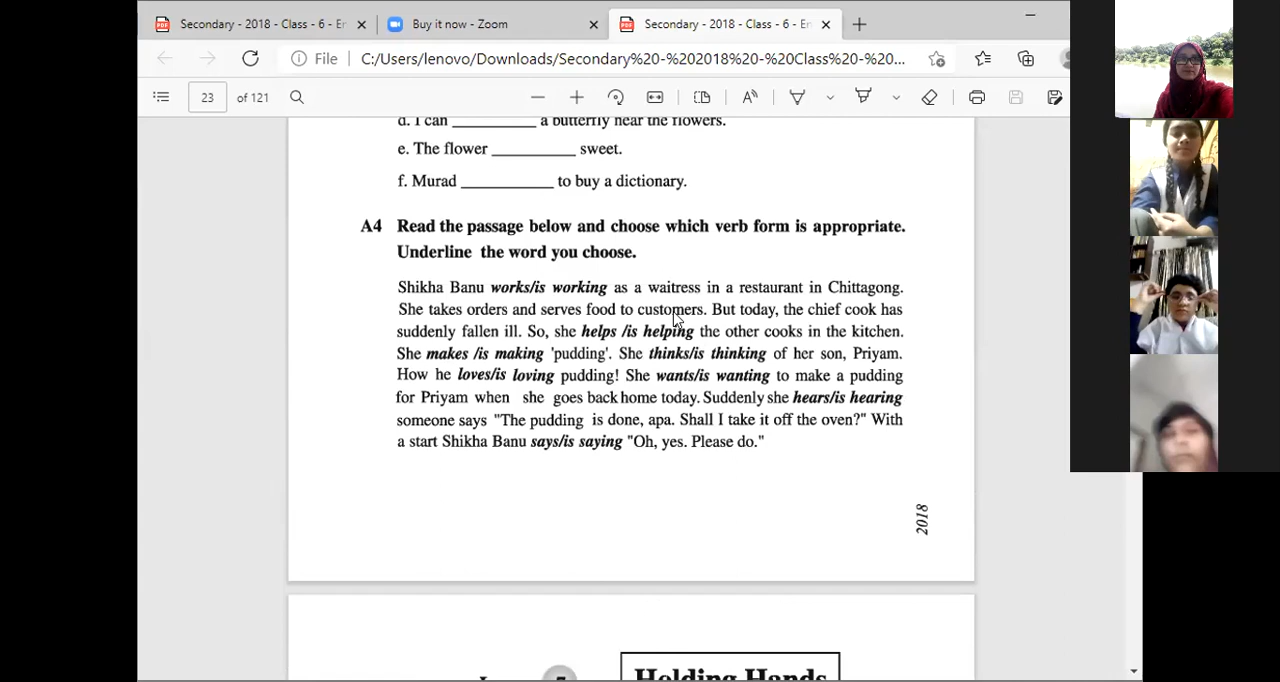 Secondary - 2018 - Class - 6 - Er
Buy it now - Zoom
Secondary - 2018 - Class - 6 - En
File
C:/Users/lenovo/Downloads/Secondary%20-%202018%20-%20Class%20-%20...
23 of 121
d. I can __________ a butterfly near the flowers.
e. The flower __________ sweet.
f. Murad ___________ to buy a dictionary.
A4 Read the passage below and choose which verb form is appropriate.
Underline the word you choose.
Shikha Banu works/is working as a waitress in a restaurant in Chittagong.
She takes orders and serves food to customers. But today, the chief cook has
suddenly fallen ill. So, she helps /is helping the other cooks in the kitchen.
She makes /is making 'pudding'. She thinks/is thinking of her son, Priyam.
How he loves/is loving pudding! She wants/is wanting to make a pudding
for Priyam when she goes back home today. Suddenly she hears/is hearing
someone says "The pudding is done, apa. Shall I take it off the oven?" With
a start Shikha Banu says/is saying "Oh, yes. Please do."
2018
Holding Hands